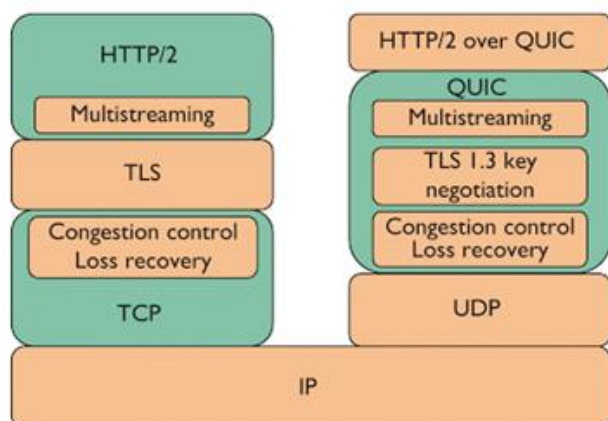 HTTP/2
Multistreaming
TLS
Congestion control
Loss recovery
TCP
HTTP/2 over QUIC
QUIC
Multistreaming
TLS 1.3 key
negotiation
Congestion control
Loss recovery
UDP
IP